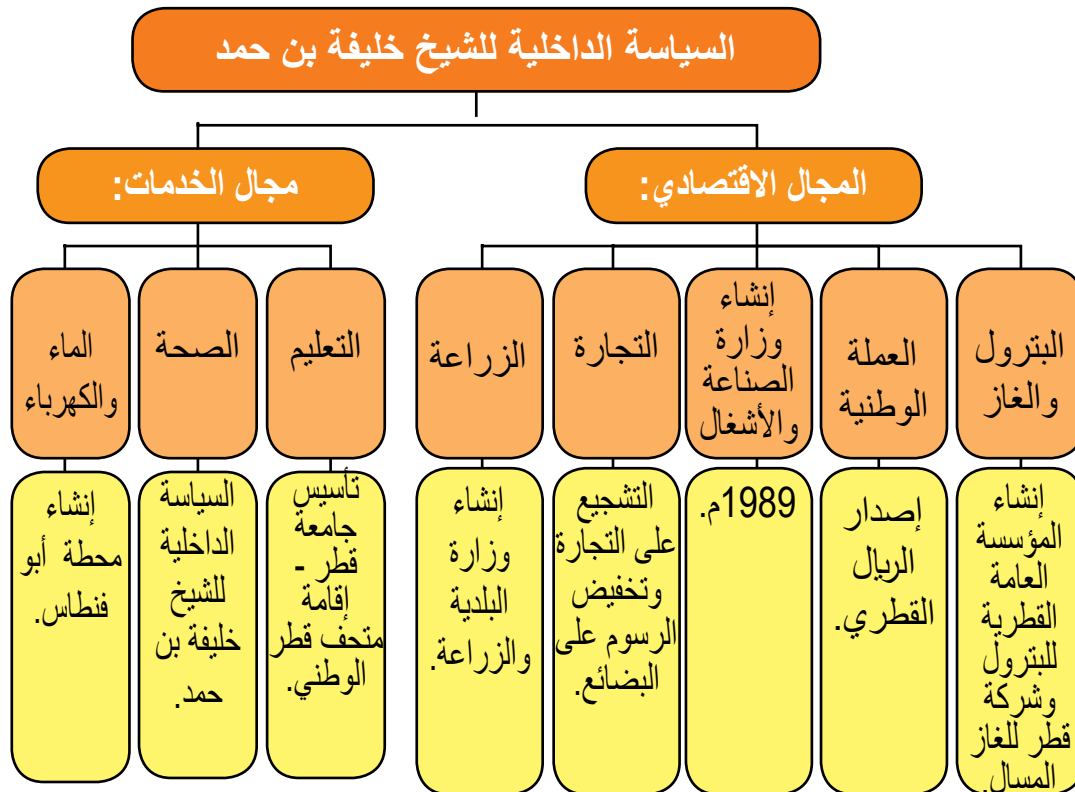 السياسة الداخلية للشيخ خليفة بن حمد
المجال الاقتصادي:
مجال الخدمات:
البترول
والغاز
العملة
الوطنية
إنشاء
وزارة
الصناعة
والأشغال
التجارة
الزراعة
التعليم
الصحة
الماء
والكهرباء
إنشاء
المؤسسة
العامة
القطرية
للبترول
وشركة
قطر للغاز
المسال.
إصدار
الريال
القطري.
1989م.
التشجيع
على التجارة
وتخفيض
الرسوم على
البضائع.
إنشاء
وزارة
البلدية
والزراعة.
تأسيس
جامعة
قطر -
إقامة
متحف قطر
الوطني.
السياسة
الداخلية
للشيخ
خليفة بن
حمد.
إنشاء
محطة أبو
فنطاس.